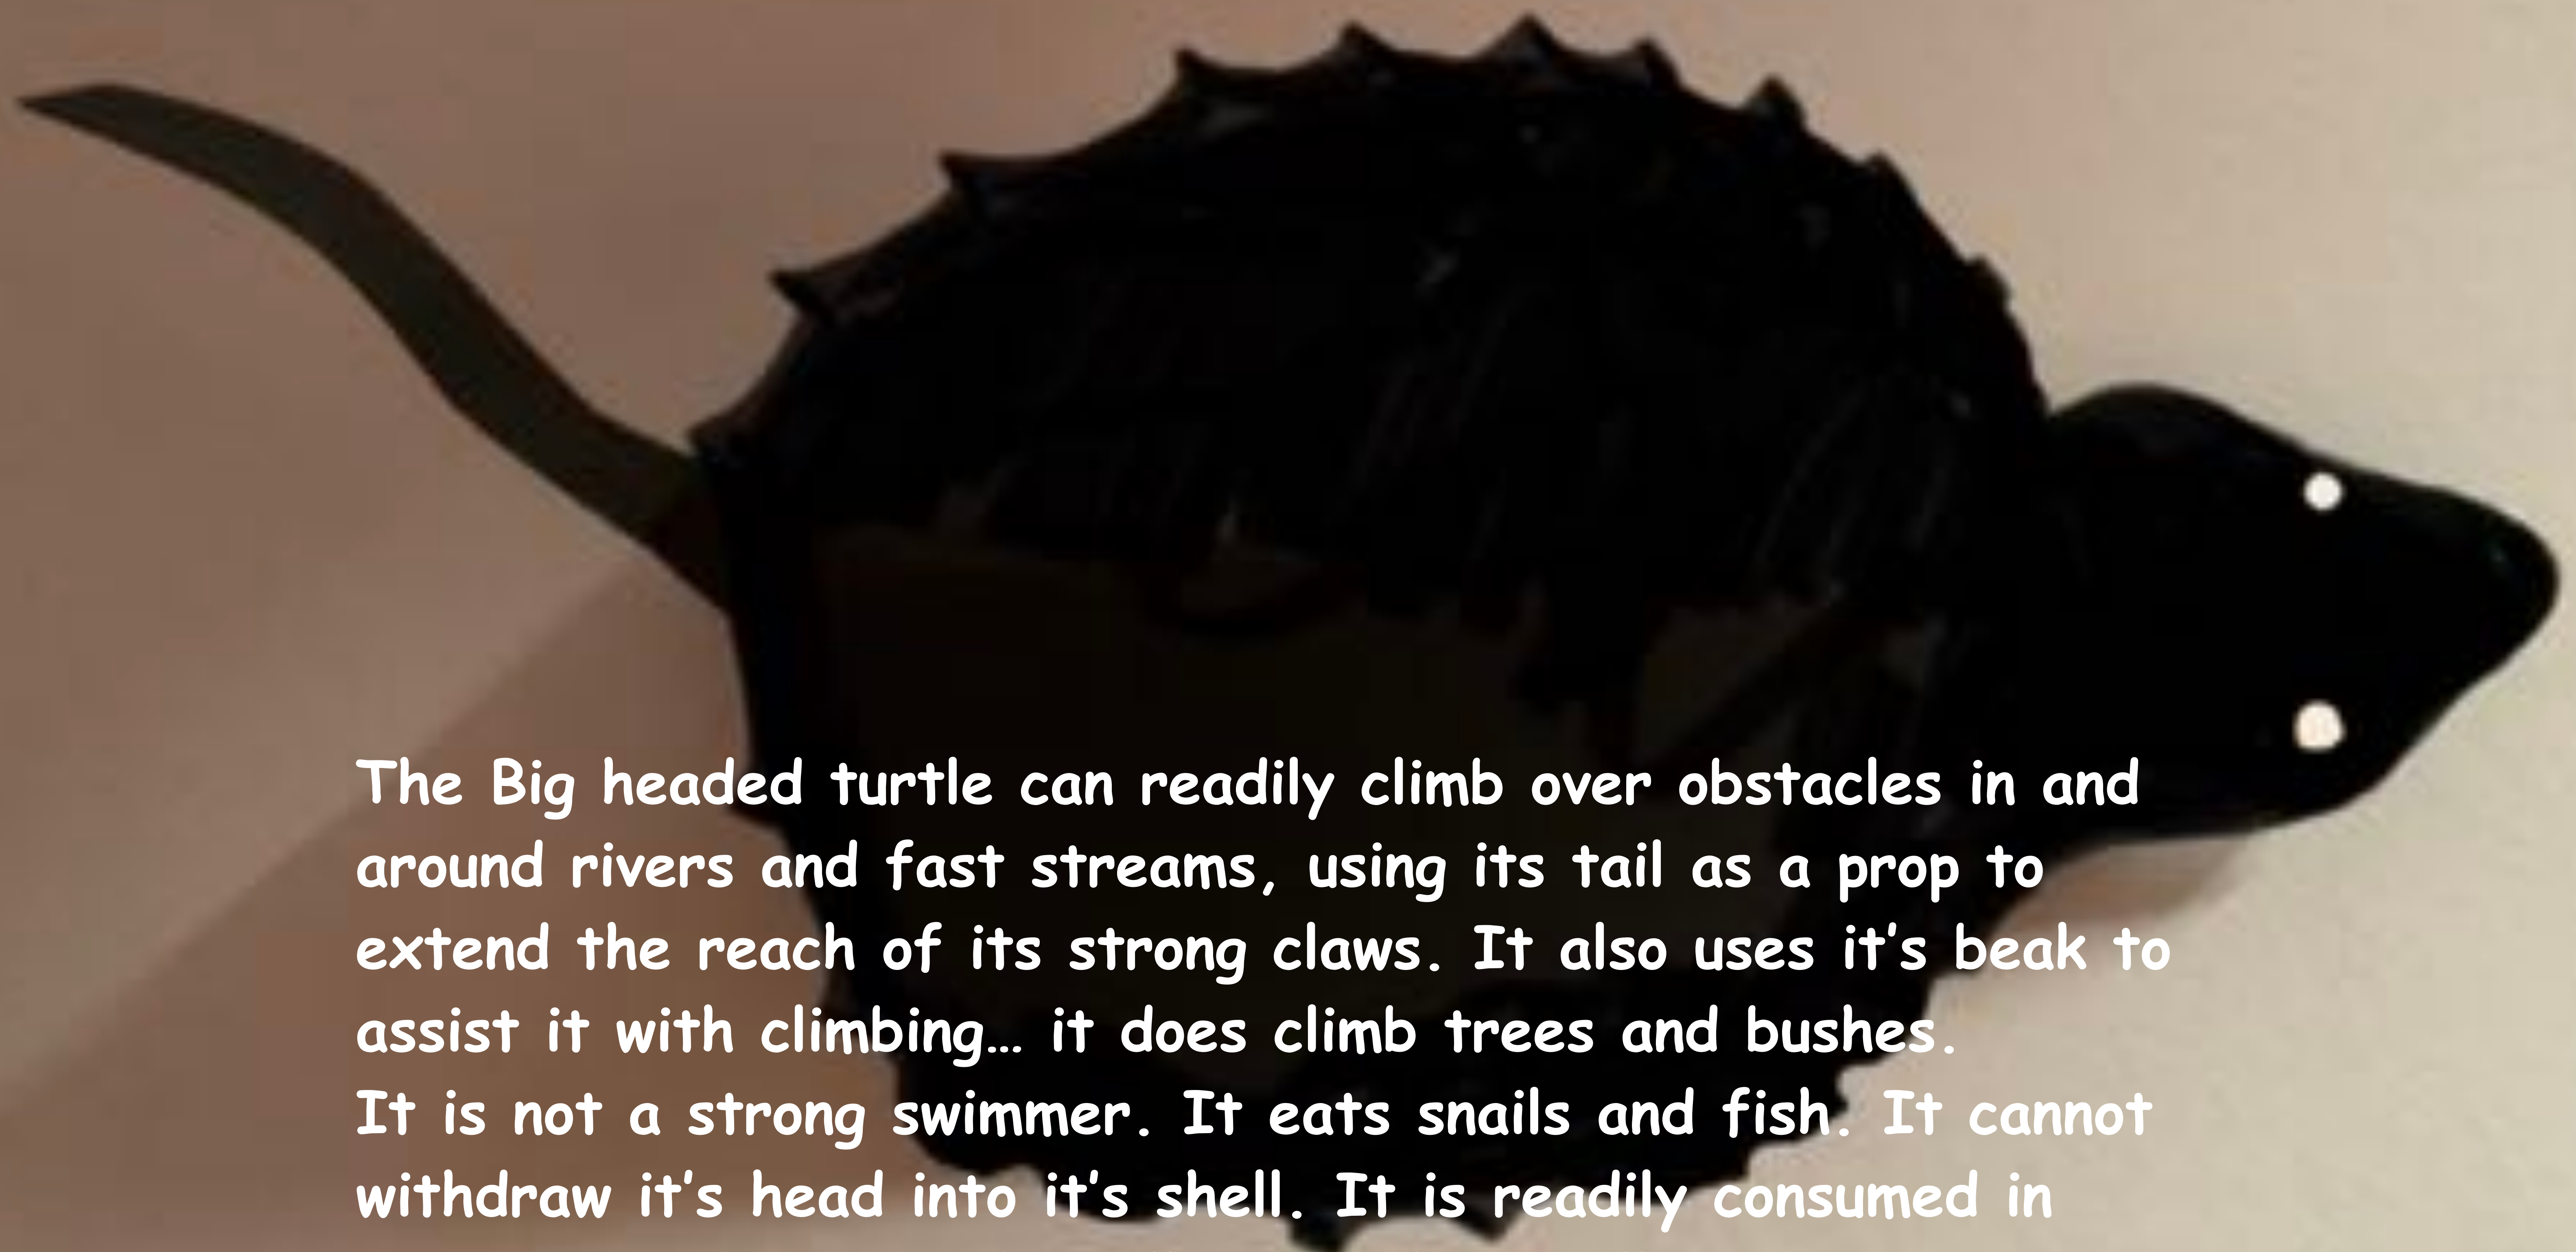 The Big headed turtle can readily climb over obstacles in and
around rivers and fast streams, using its tail as a prop to
extend the reach of its strong claws. It also uses it's beak to
assist it with climbing... it does climb trees and bushes.
It is not a strong swimmer. It eats snails and fish. It cannot
withdraw it's head into it's shell. It is readily consumed in